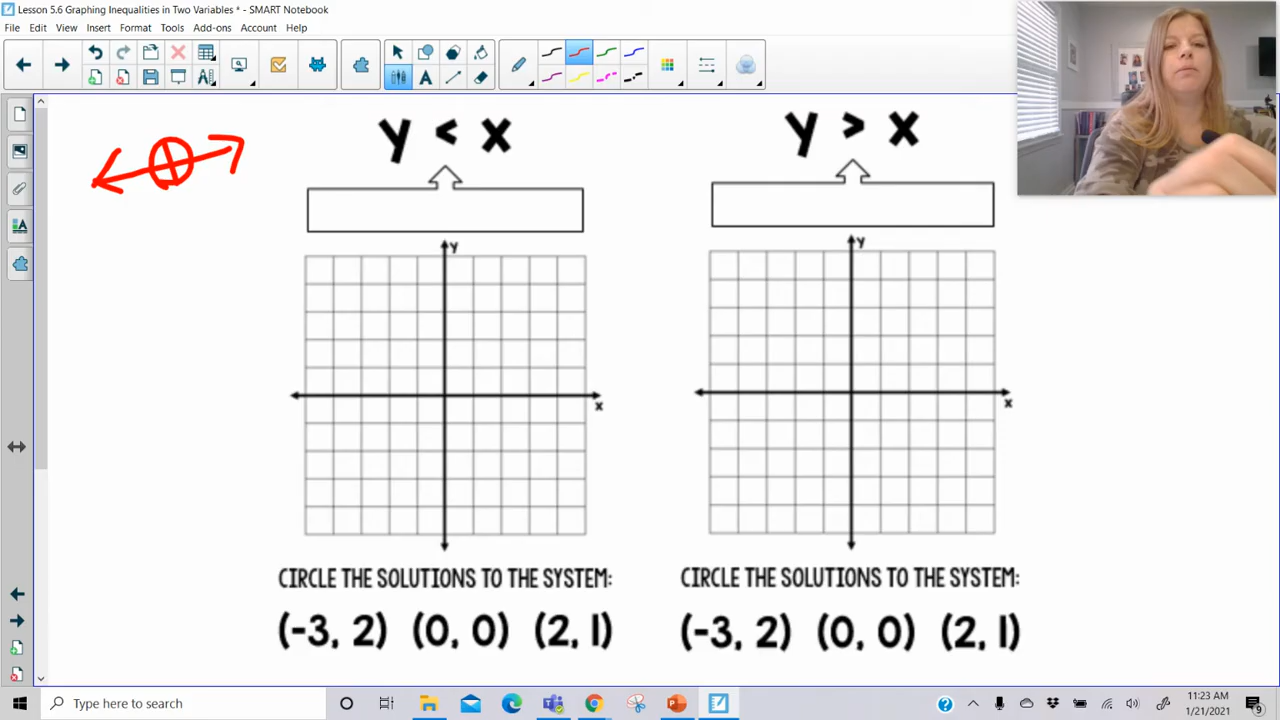 Lesson 5.6 Graphing Inequalities in Two Variables * - SMART Notebook
File Edit View Insert Format Tools Add-ons Account Help
y < x
y > x
y
y
x
x
CIRCLE THE SOLUTIONS TO THE SYSTEM:
(-3, 2) (0, 0) (2, 1)
CIRCLE THE SOLUTIONS TO THE SYSTEM:
(-3, 2) (0, 0) (2, 1)
Type here to search
11:23 AM
1/21/2021